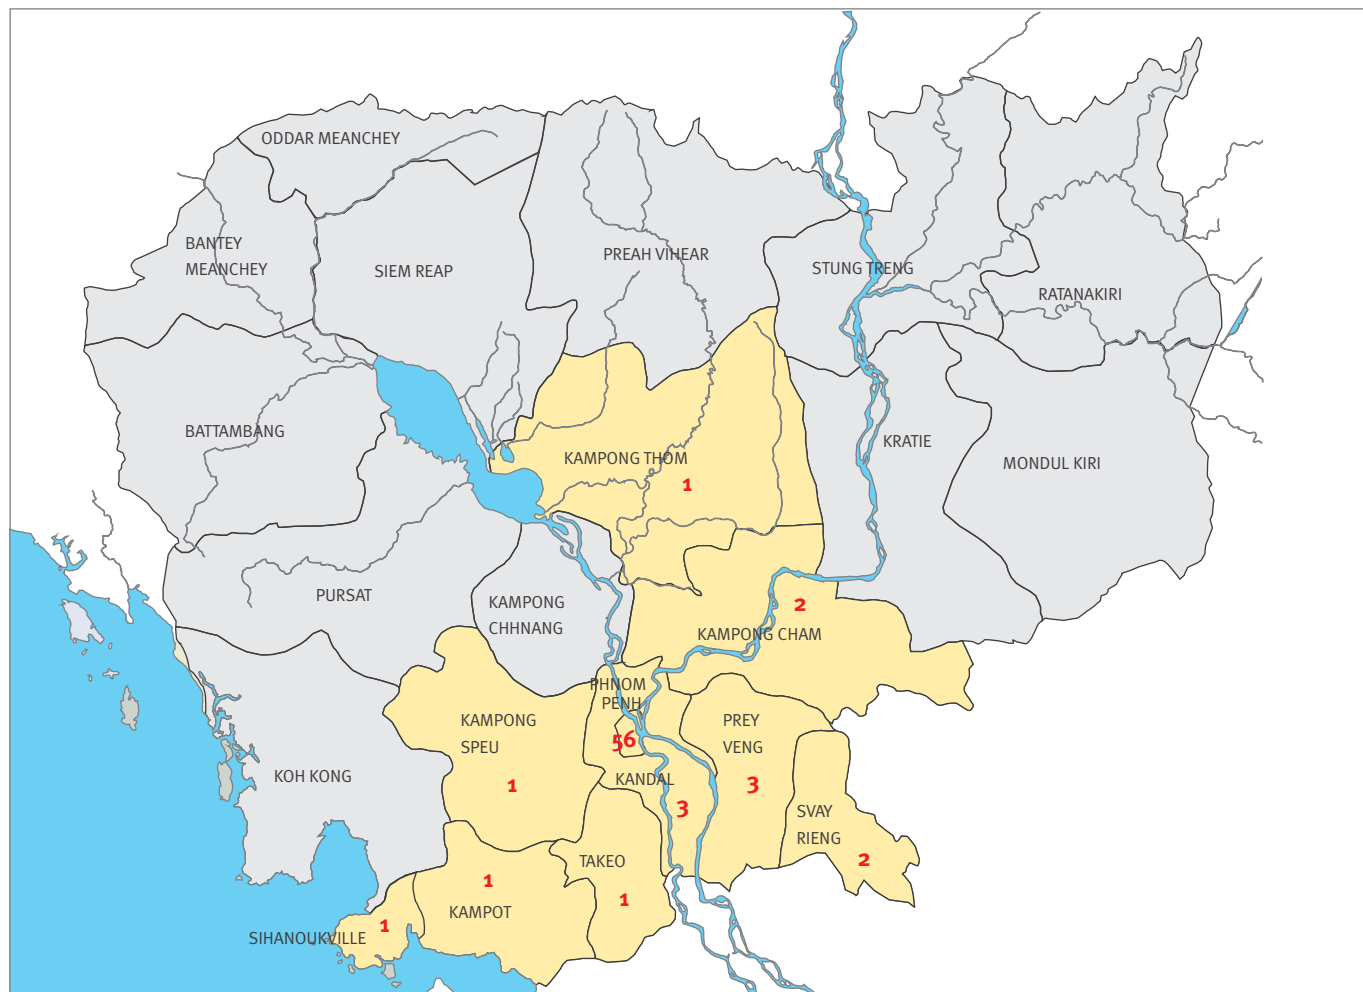 ODDAR MEANCHEY
BANTEY
MEANCHEY
SIEM REAP
PREAH VIHEAR
STUNG TRENG
RATANAKIRI
BATTAMBANG
KAMPONG THOM
1
KRATIE
MONDUL KIRI
PURSAT
KAMPONG
CHHNANG
2
KAMPONG CHAM
PHNOM
PENH
56
KAMPONG
SPEU
1
PREY
VENG
3
KOH KONG
KANDAL
3
SVAY
RIENG
2
TAKEO
1
1
KAMPOT
SIHANOUKVILLE
1